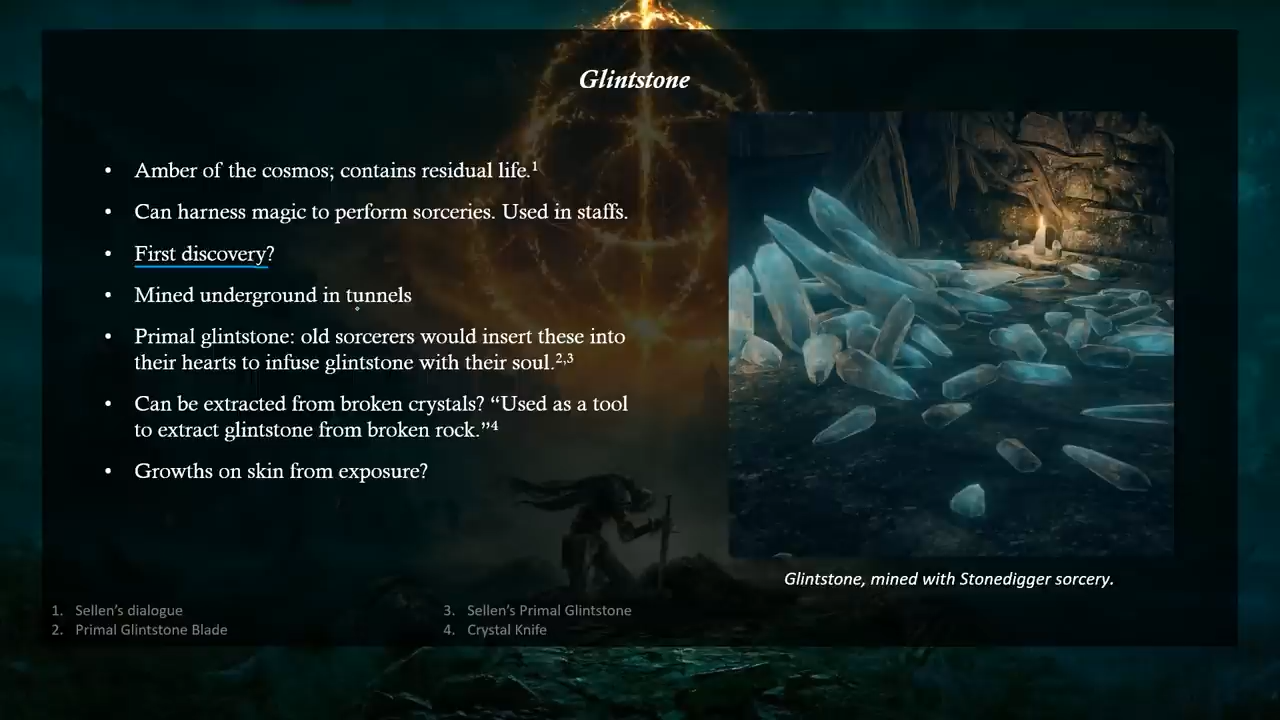 Glintstone
• Amber of the cosmos; contains residual life.¹
• Can harness magic to perform sorceries. Used in staffs.
• First discovery?
• Mined underground in tunnels
• Primal glintstone: old sorcerers would insert these into
their hearts to infuse glintstone with their soul.²,³
• Can be extracted from broken crystals? “Used as a tool
to extract glintstone from broken rock.”⁴
• Growths on skin from exposure?
Glintstone, mined with Stonedigger sorcery.
1. Sellen’s dialogue
2. Primal Glintstone Blade
3. Sellen’s Primal Glintstone
4. Crystal Knife